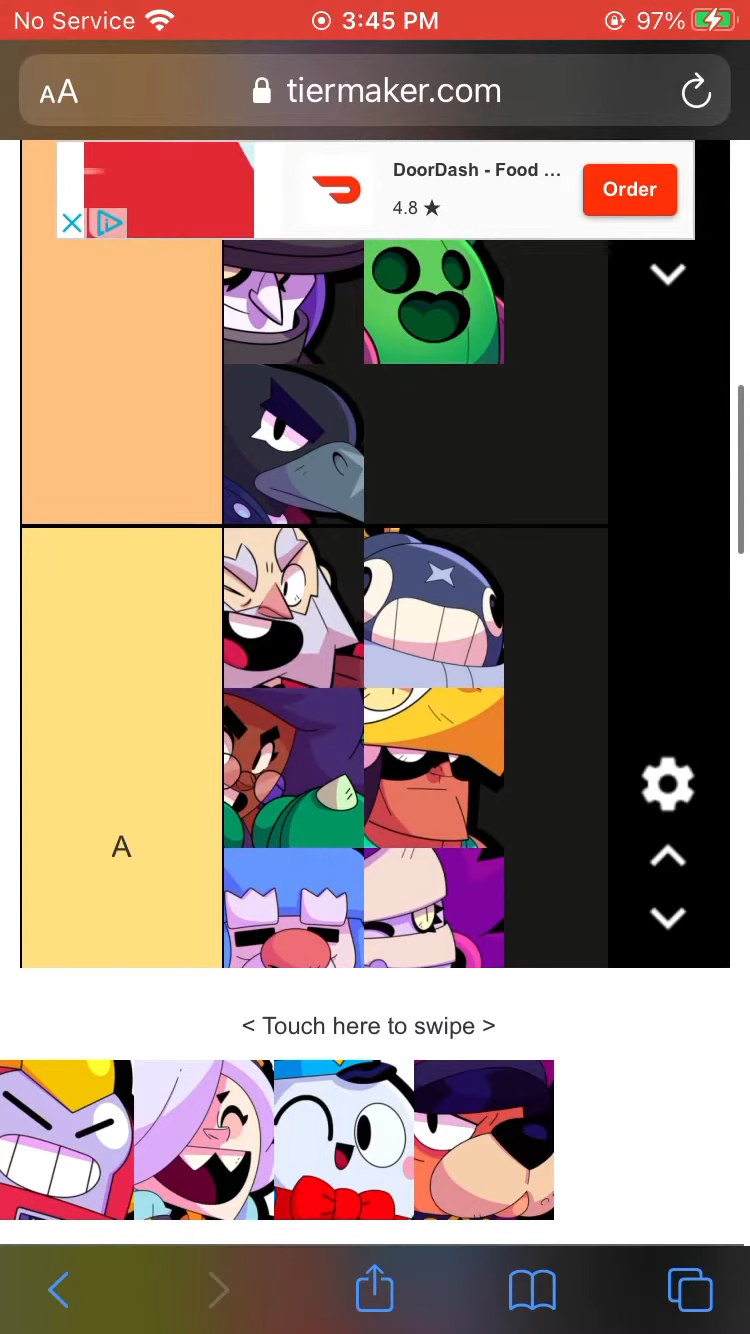 No Service 3:45 PM 97%
AA tiermaker.com
DoorDash - Food ...
4.8 ★
Order
A
< Touch here to swipe >